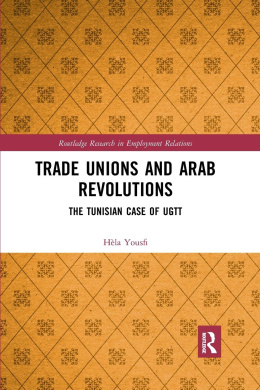 Routledge Research in Employment Relations
TRADE UNIONS AND ARAB
REVOLUTIONS
THE TUNISIAN CASE OF UGTT
Hèla Yousfi
ROUTLEDGE